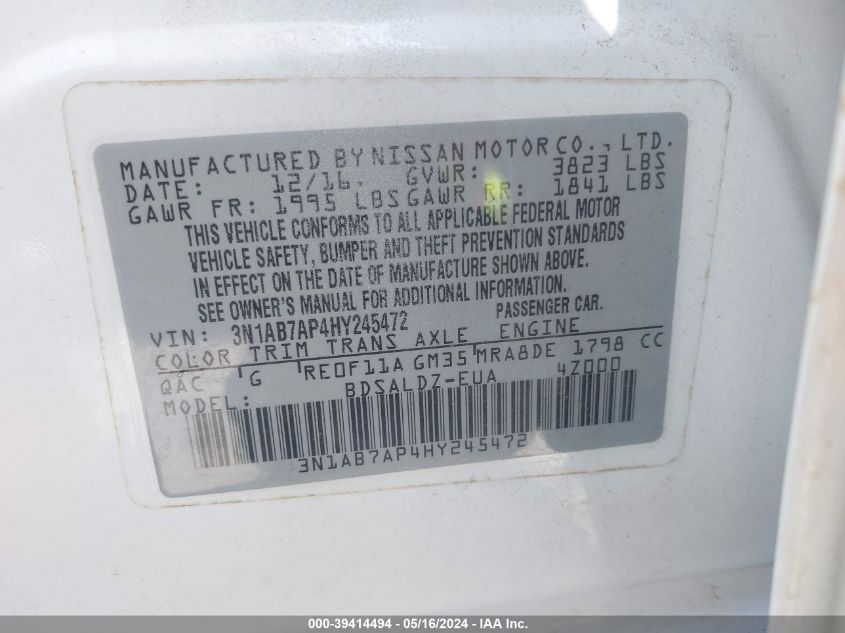 MANUFACTURED BY NISSAN MOTOR CO., LTD.
DATE: 12/16. GVWR: 3823 LBS
GAWR FR: 1995 LBS GAWR RR: 1841 LBS
THIS VEHICLE CONFORMS TO ALL APPLICABLE FEDERAL MOTOR
VEHICLE SAFETY, BUMPER AND THEFT PREVENTION STANDARDS
IN EFFECT ON THE DATE OF MANUFACTURE SHOWN ABOVE.
SEE OWNER'S MANUAL FOR ADDITIONAL INFORMATION.
VIN: 3N1AB7AP4HY245472 PASSENGER CAR.
COLOR TRIM TRANS AXLE ENGINE
QAC G RE0F11A GM35 MRA8DE 1798 CC
MODEL: BDSALDZ-EUA 4Z000
3N1AB7AP4HY245472
000-39414494 - 05/16/2024 - IAA Inc.